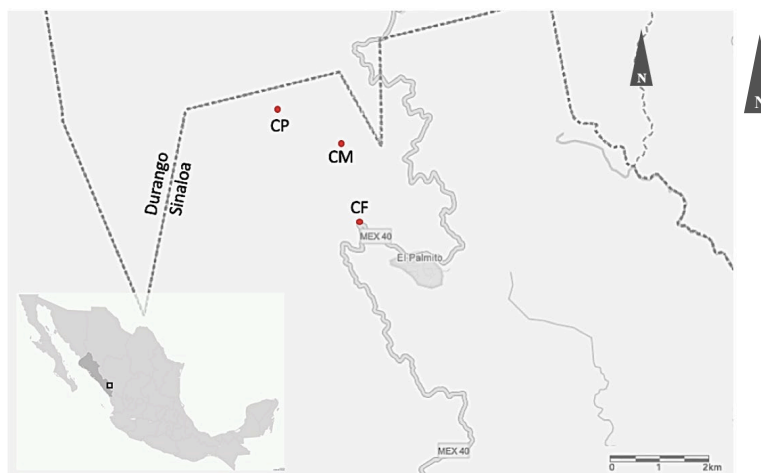 N
N
CP
CM
Durango
Sinaloa
CF
MEX 40
El Palmito
MEX 40
0 1 2km